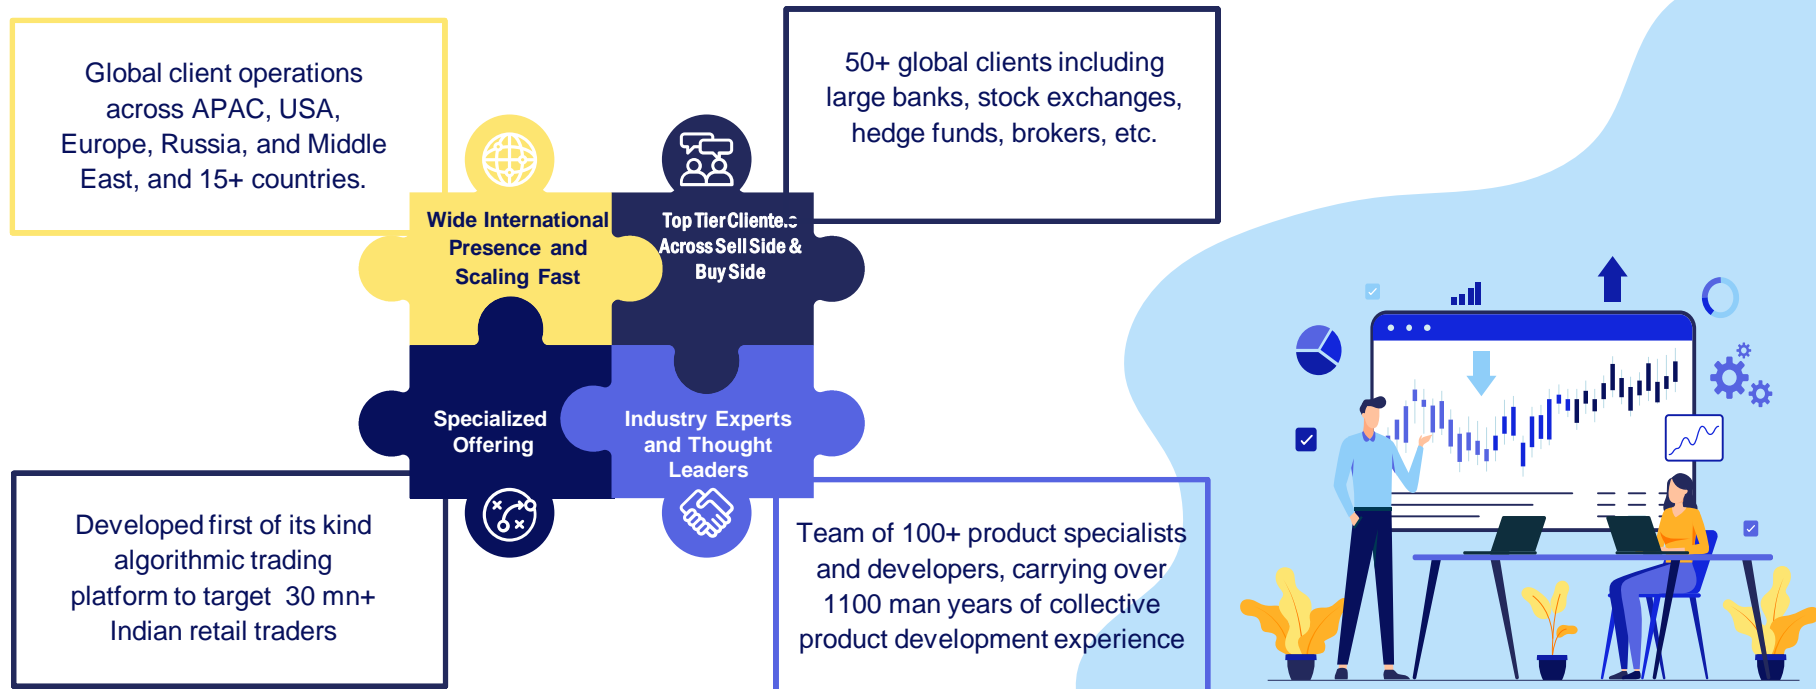 Global client operations
across APAC, USA,
Europe, Russia, and Middle
East, and 15+ countries.
50+ global clients including
large banks, stock exchanges,
hedge funds, brokers, etc.
Wide International
Presence and
Scaling Fast
Top Tier
Across Sell Side &
Buy Side
Specialized
Offering
Industry Experts
and Thought
Leaders
Developed first of its kind
algorithmic trading
platform to target 30 mn+
Indian retail traders
Team of 100+ product specialists
and developers, carrying over
1100 man years of collective
product development experience